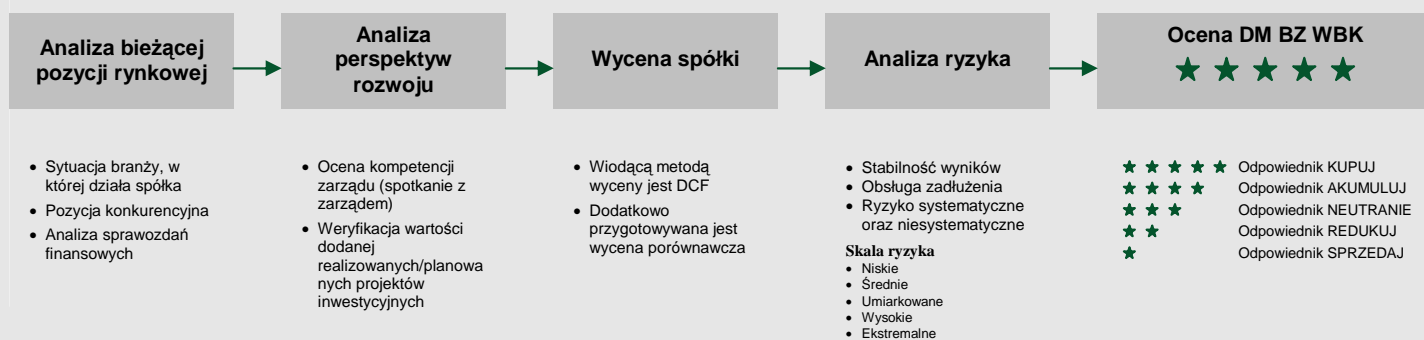 Analiza bieżącej
pozycji rynkowej
Analiza
perspektyw
rozwoju
Wycena spółki
Analiza ryzyka
Ocena DM BZ WBK
★ ★ ★ ★ ★
• Sytuacja branży, w
której działa spółka
• Pozycja konkurencyjna
• Analiza sprawozdań
finansowych
• Ocena kompetencji
zarządu (spotkanie z
zarządem)
• Weryfikacja wartości
dodanej
realizowanych/planowa
nych projektów
inwestycyjnych
• Wiodącą metodą
wyceny jest DCF
• Dodatkowo
przygotowywana jest
wycena porównawcza
• Stabilność wyników
• Obsługa zadłużenia
• Ryzyko systematyczne
oraz niesystematyczne
Skala ryzyka
• Niskie
• Średnie
• Umiarkowane
• Wysokie
• Ekstremalne
★ ★ ★ ★ ★ Odpowiednik KUPUJ
★ ★ ★ ★ Odpowiednik AKUMULUJ
★ ★ ★ Odpowiednik NEUTRANIE
★ ★ Odpowiednik REDUKUJ
★ Odpowiednik SPRZEDAJ